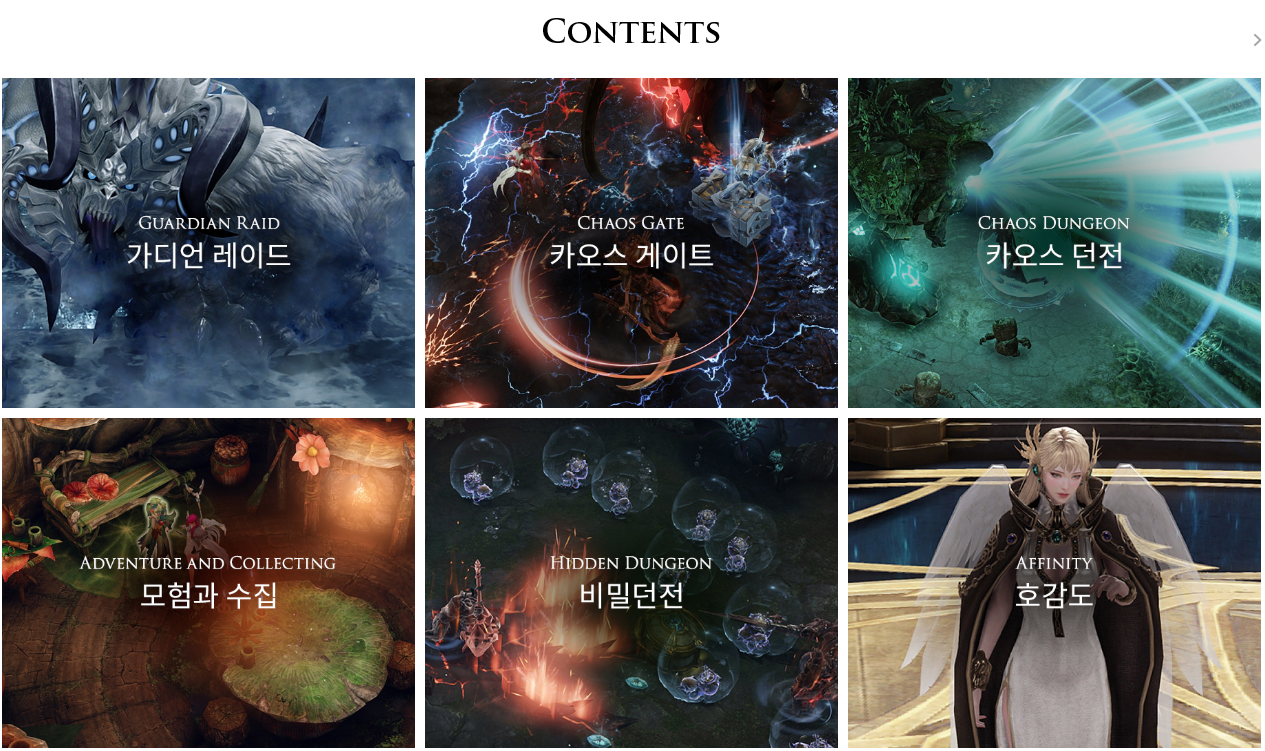 Contents
Guardian Raid
가디언 레이드
Chaos Gate
카오스 게이트
Chaos Dungeon
카오스 던전
Adventure and Collecting
모험과 수집
Hidden Dungeon
비밀던전
Affinity
호감도